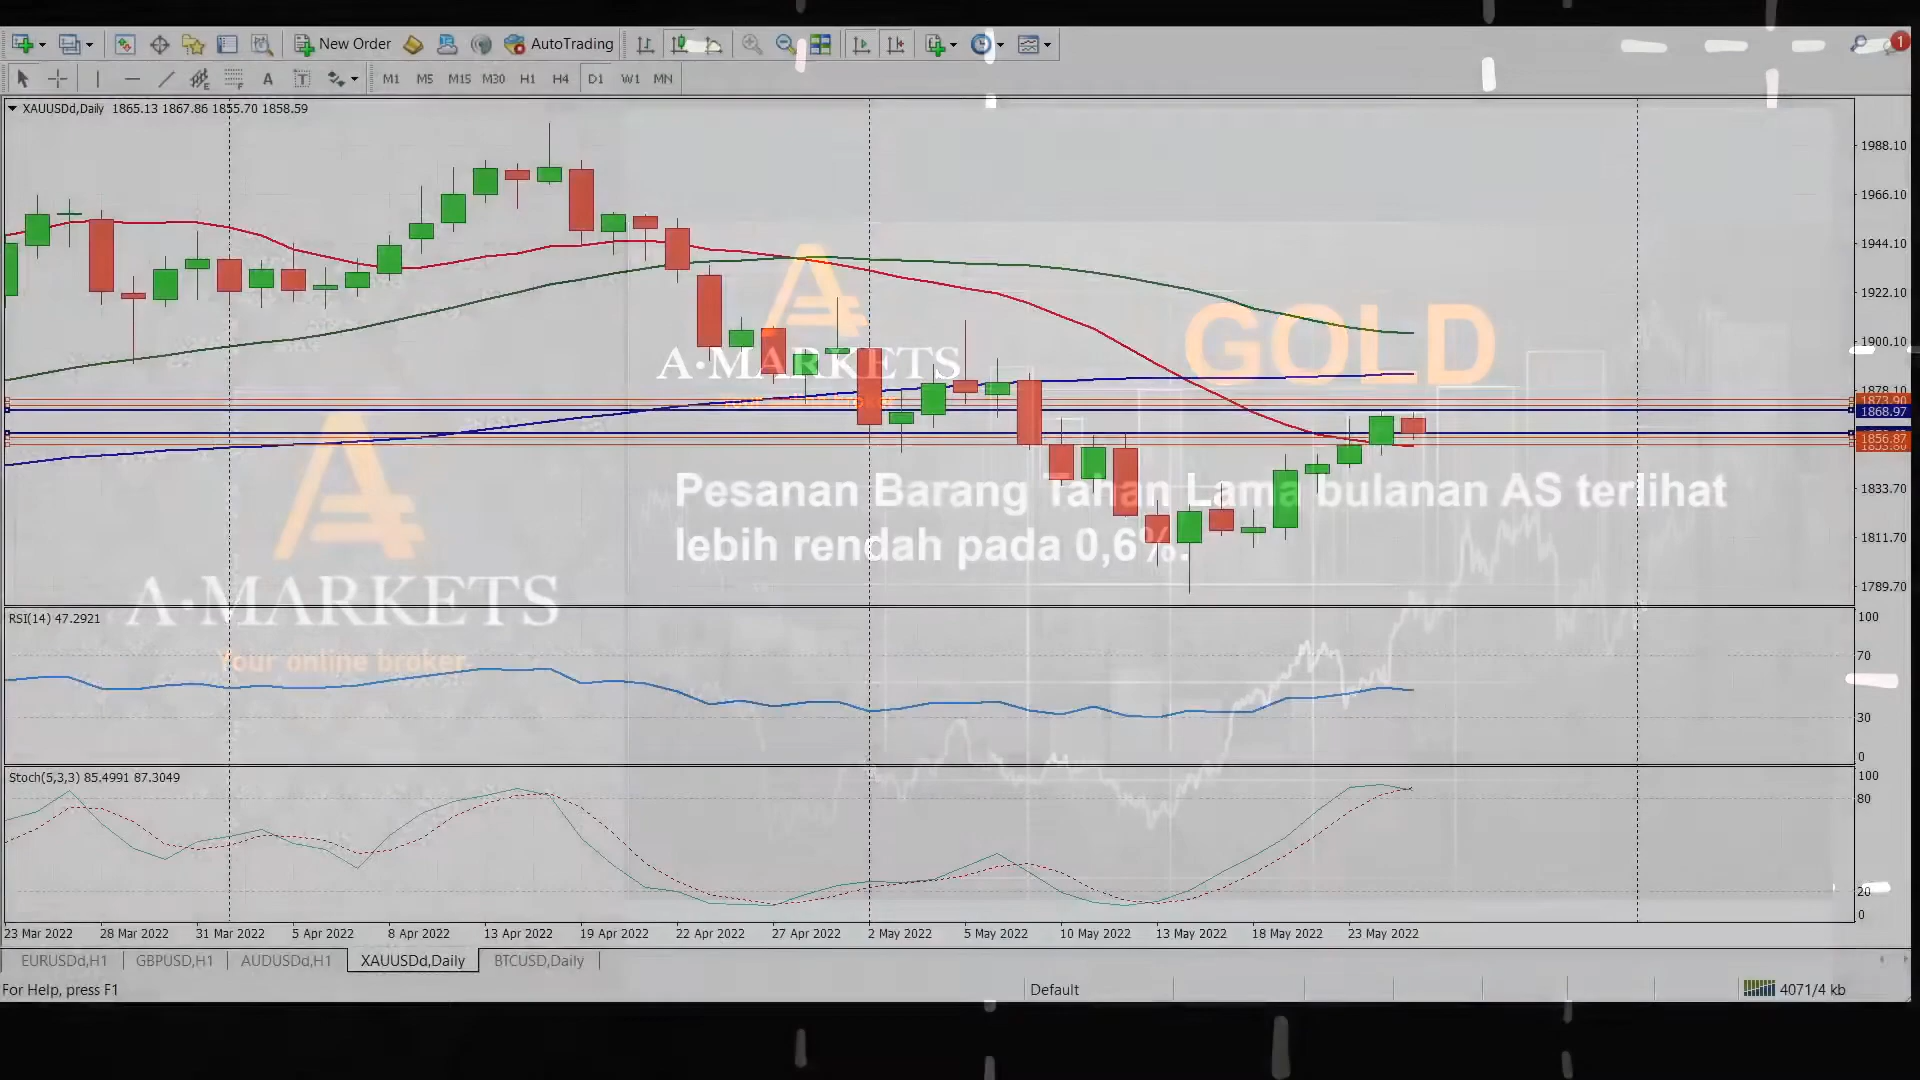 New Order AutoTrading
A T M1 M5 M15 M30 H1 H4 D1 W1 MN
1
XAUUSDd,Daily 1865.13 1867.86 1855.70 1858.59
1988.10
1966.10
1944.10
1922.10
1900.10
1878.10
1873.90
1868.97
1856.87
1833.70
1811.70
1789.70
A·MARKETS
GOLD
Pesanan Barang Tahan Lama bulanan AS terlihat
lebih rendah pada 0,6%.
A·MARKETS
Your online broker
RSI(14) 47.2921
100
70
30
0
Stoch(5,3,3) 85.4991 87.3049
100
80
20
0
23 Mar 2022 28 Mar 2022 31 Mar 2022 5 Apr 2022 8 Apr 2022 13 Apr 2022 19 Apr 2022 22 Apr 2022 27 Apr 2022 2 May 2022 5 May 2022 10 May 2022 13 May 2022 18 May 2022 23 May 2022
EURUSDd,H1 GBPUSD,H1 AUDUSDd,H1 XAUUSDd,Daily BTCUSD,Daily
For Help, press F1 Default 4071/4 kb